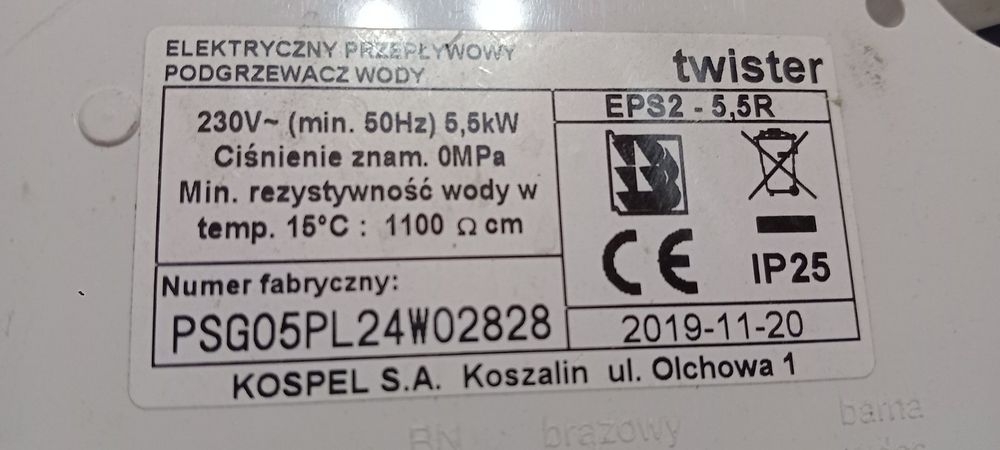 ELEKTRYCZNY PRZEPŁYWOWY
PODGRZEWACZ WODY
twister
EPS2 - 5,5R
230V~ (min. 50Hz) 5,5kW
Ciśnienie znam. 0MPa
Min. rezystywność wody w
temp. 15°C : 1100 Ω cm
CE
IP25
Numer fabryczny:
PSG05PL24W02828
2019-11-20
KOSPEL S.A. Koszalin ul. Olchowa 1
BN brązowy